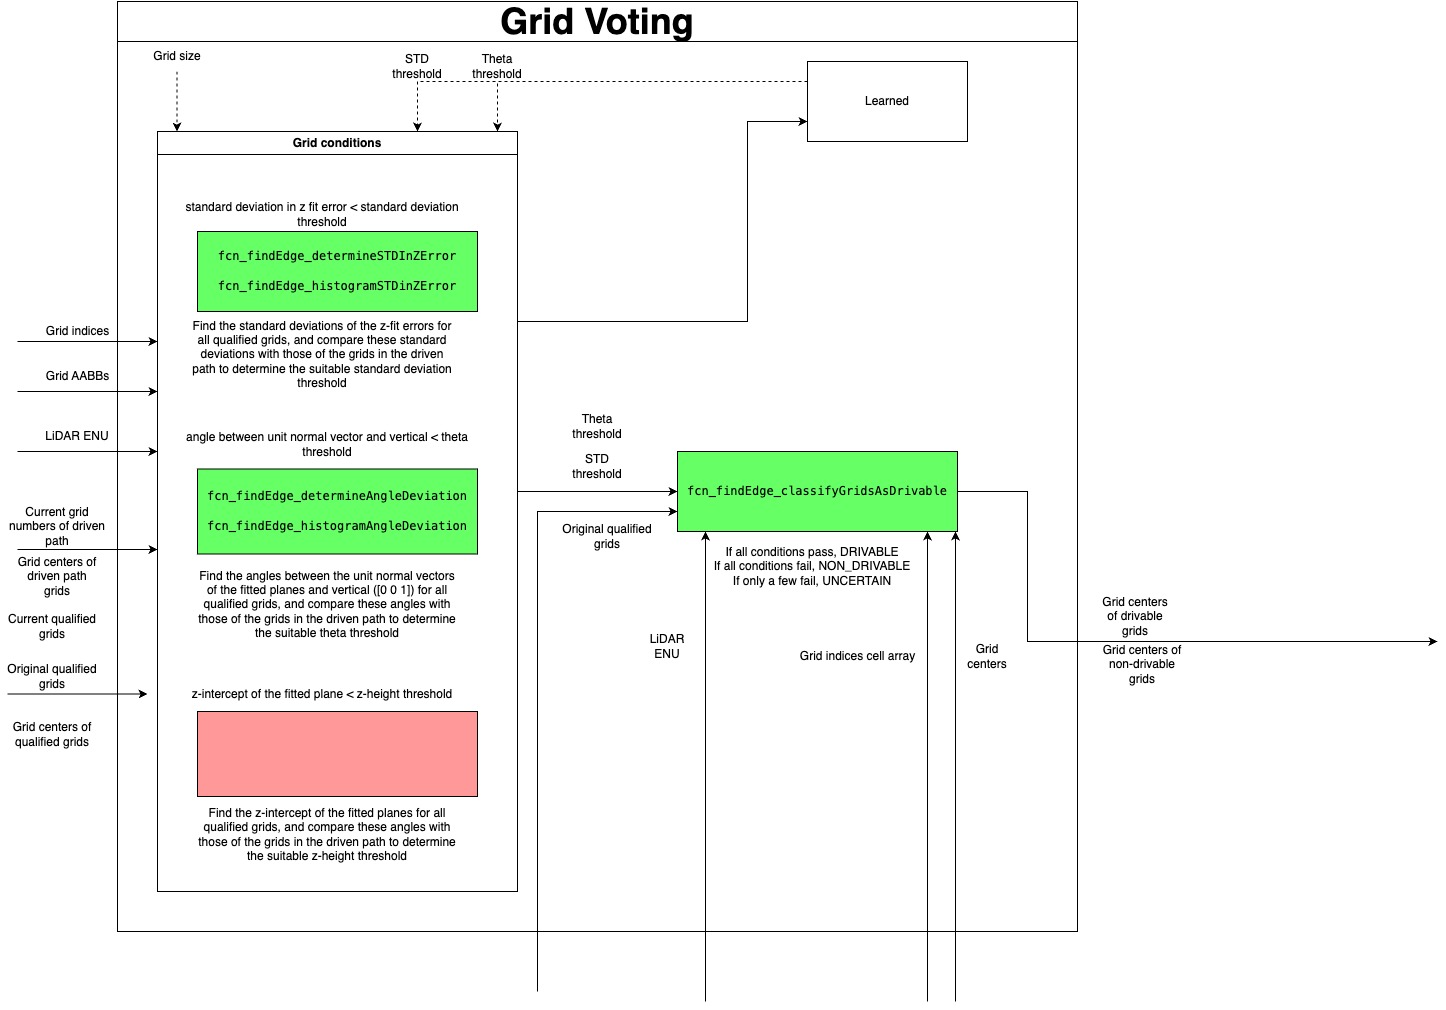 Grid Voting
Grid size
STD
threshold
Theta
threshold
Learned
Grid conditions
standard deviation in z fit error < standard deviation
threshold
fcn_findEdge_determineSTDInZError
fcn_findEdge_histogramSTDinZError
Find the standard deviations of the z-fit errors for
all qualified grids, and compare these standard
deviations with those of the grids in the driven
path to determine the suitable standard deviation
threshold
Grid indices
Grid AABBs
LiDAR ENU
angle between unit normal vector and vertical < theta
threshold
fcn_findEdge_determineAngleDeviation
fcn_findEdge_histogramAngleDeviation
Find the angles between the unit normal vectors
of the fitted planes and vertical ([0 0 1]) for all
qualified grids, and compare these angles with
those of the grids in the driven path to determine
the suitable theta threshold
Current grid
numbers of driven
path
Grid centers of
driven path
grids
Current qualified
grids
Original qualified
grids
Grid centers of
qualified grids
z-intercept of the fitted plane < z-height threshold
Find the z-intercept of the fitted planes for all
qualified grids, and compare these angles with
those of the grids in the driven path to determine
the suitable z-height threshold
Theta
threshold
STD
threshold
Original qualified
grids
fcn_findEdge_classifyGridsAsDrivable
If all conditions pass, DRIVABLE
If all conditions fail, NON_DRIVABLE
If only a few fail, UNCERTAIN
LiDAR
ENU
Grid indices cell array
Grid
centers
Grid centers
of drivable
grids
Grid centers of
non-drivable
grids